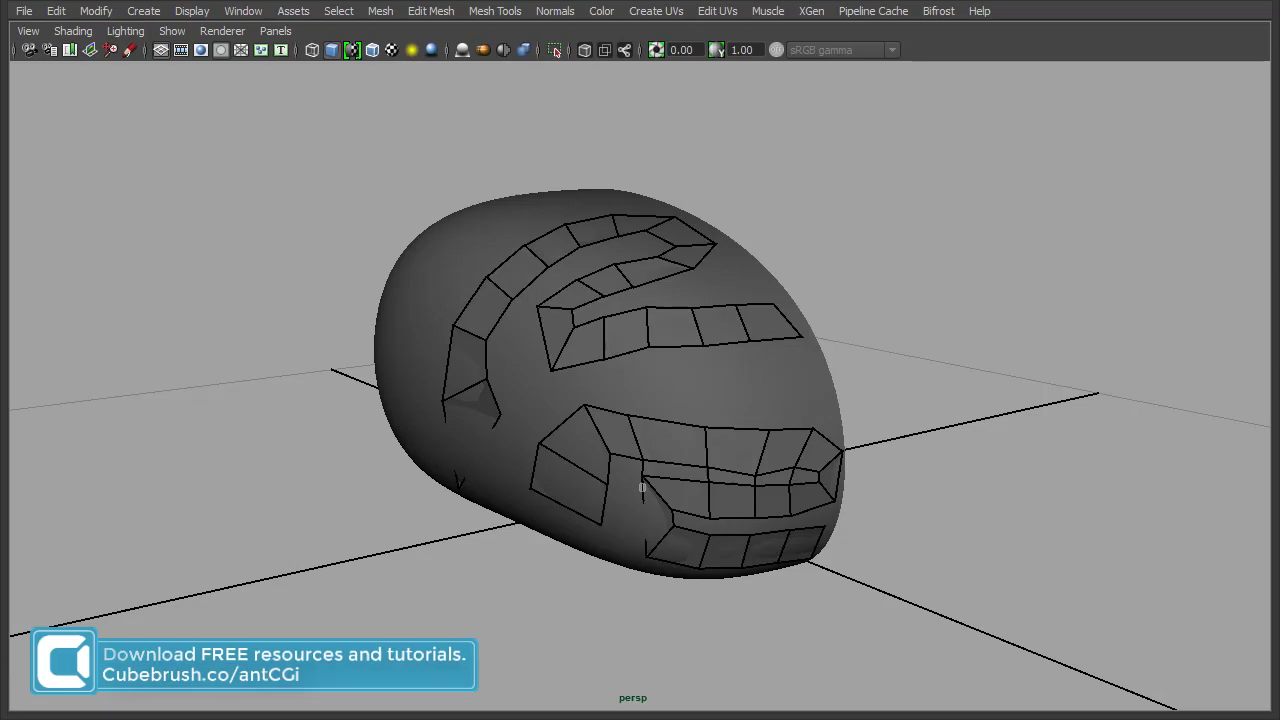 File Edit Modify Create Display Window Assets Select Mesh Edit Mesh Mesh Tools Normals Color Create UVs Edit UVs Muscle XGen Pipeline Cache Bifrost Help
View Shading Lighting Show Renderer Panels
0.00 1.00 sRGB gamma
Download FREE resources and tutorials.
Cubebrush.co/antCGi
persp